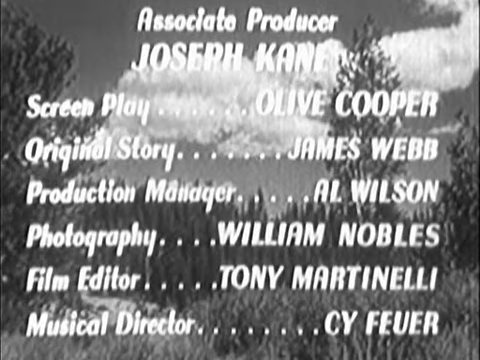 Associate Producer
JOSEPH KANE
Screen Play . . . . . . OLIVE COOPER
Original Story. . . . . . . JAMES WEBB
Production Manager. . . . . AL WILSON
Photography. . . . WILLIAM NOBLES
Film Editor. . . . . TONY MARTINELLI
Musical Director. . . . . . . . CY FEUER